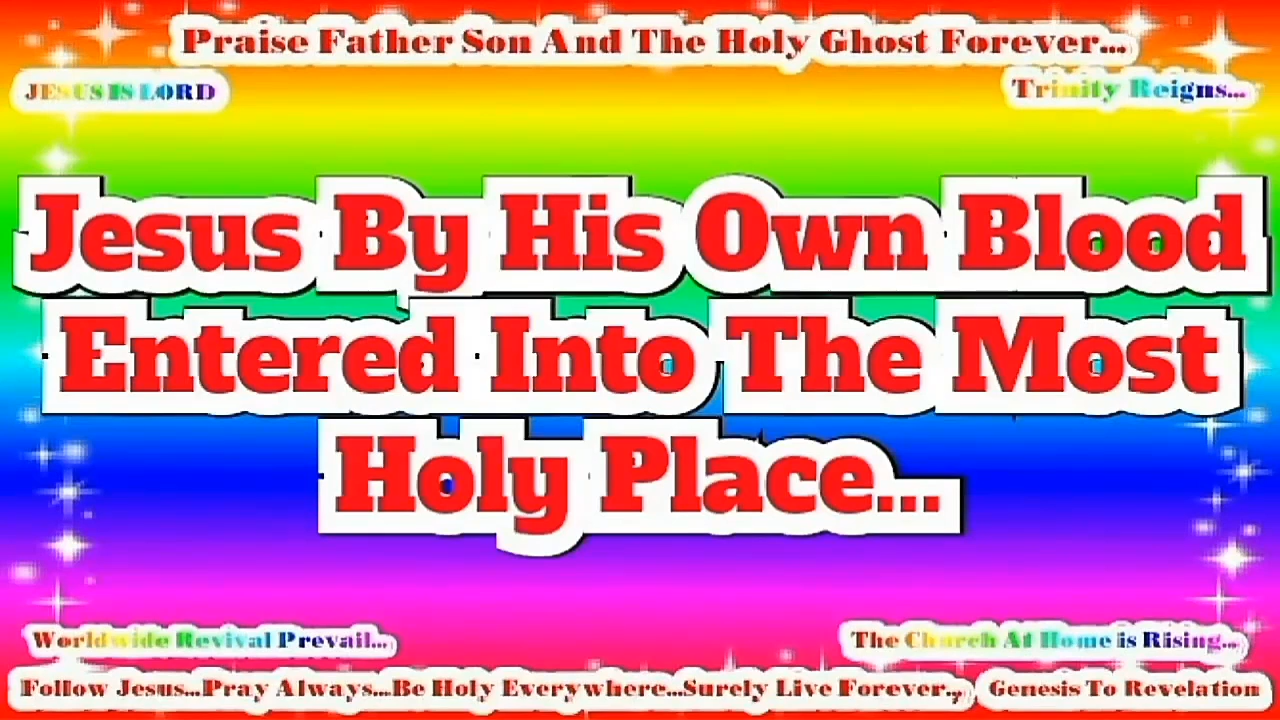 Praise Father Son And The Holy Ghost Forever...
JESUS IS LORD
Trinity Reigns...
Jesus By His Own Blood
Entered Into The Most
Holy Place...
Worldwide Revival Prevail...
The Church At Home is Rising...
Follow Jesus...Pray Always...Be Holy Everywhere...Surely Live Forever..,
Genesis To Revelation